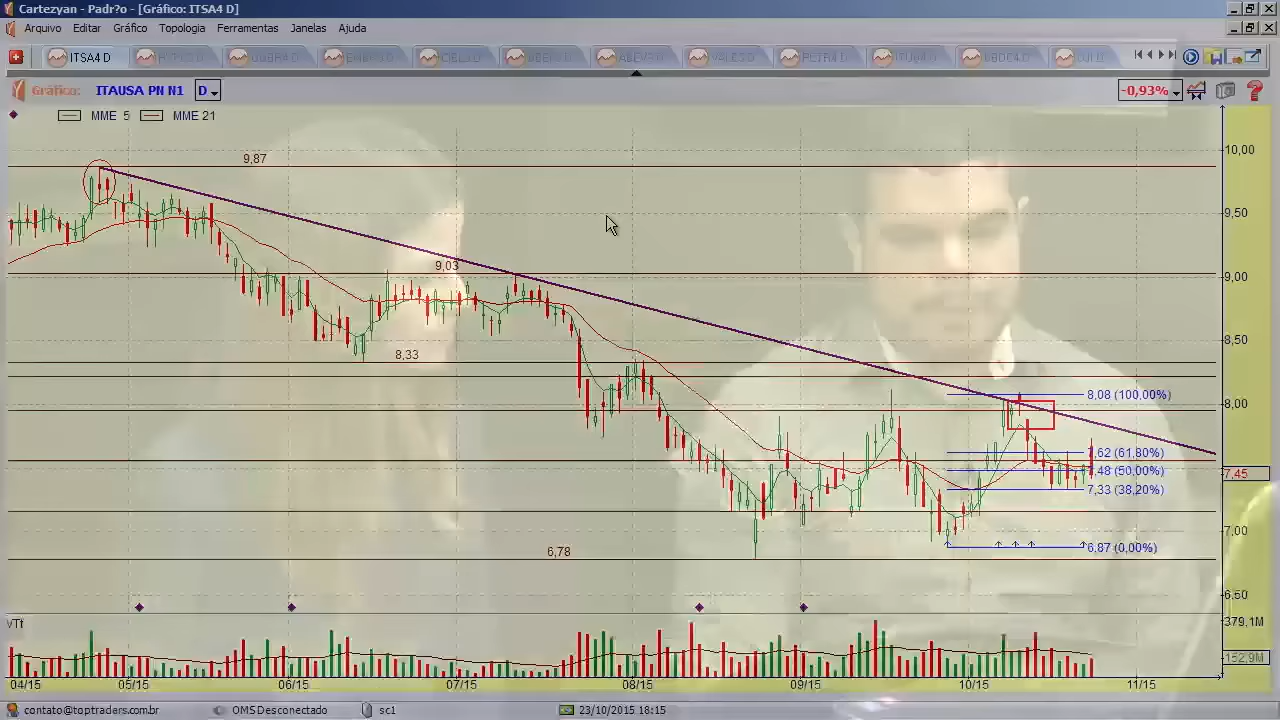 Cartezyan - Padr?o - [Gráfico: ITSA4 D]
Arquivo Editar Gráfico Topologia Ferramentas Janelas Ajuda
ITSA4 D
Gráfico: ITAUSA PN N1 D -0,93%
MME 5 MME 21
10,00
9,87
9,50
9,03
9,00
8,50
8,33
8,08 (100,00%)
8,00
,62 (61,80%)
,48 (50,00%)
7,45
7,33 (38,20%)
7,00
6,87 (0,00%)
6,78
6,50
379,1M
152,9M
04/15 05/15 06/15 07/15 08/15 09/15 10/15 11/15
contato@toptraders.com.br OMS Desconectado sc1 23/10/2015 18:15